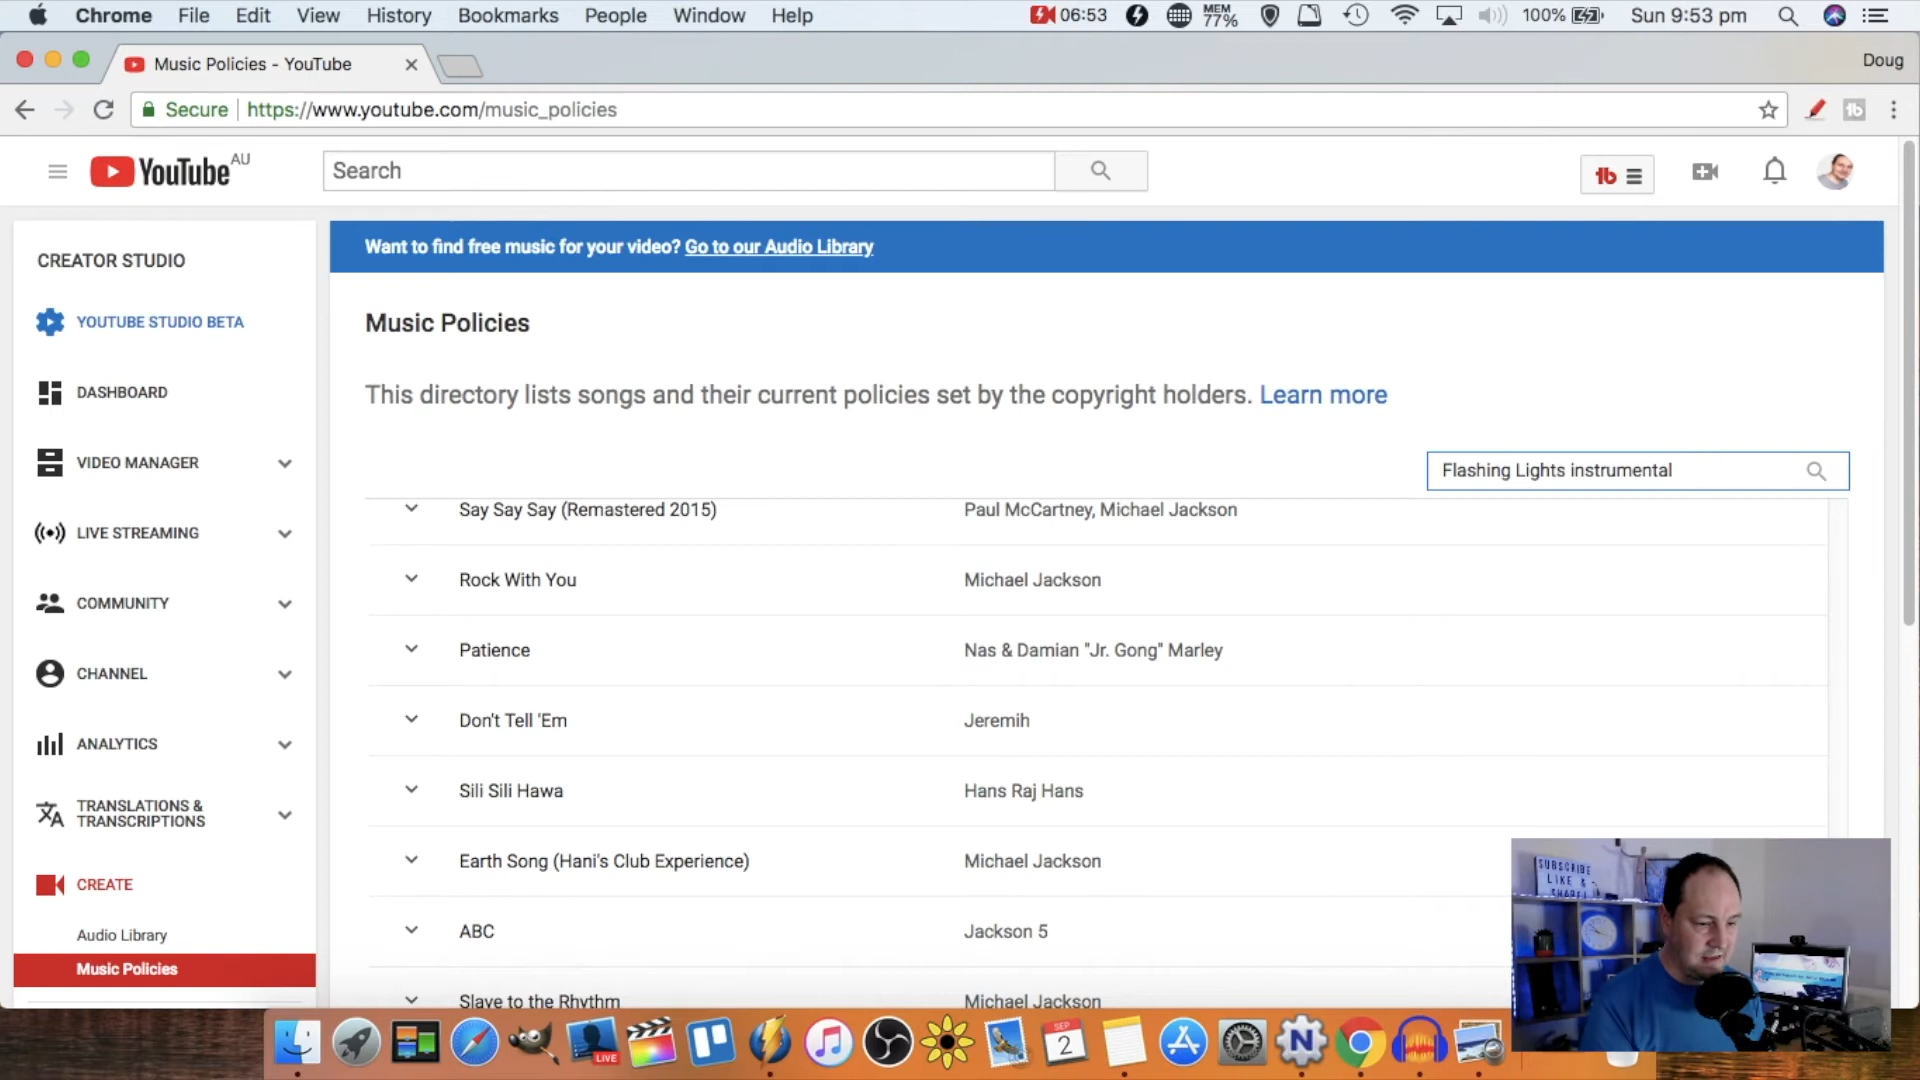 Chrome File Edit View History Bookmarks People Window Help
06:53 MEM 77% 100% Sun 9:53 pm
Music Policies - YouTube
Doug
Secure https://www.youtube.com/music_policies
YouTube AU
Search
CREATOR STUDIO
YOUTUBE STUDIO BETA
DASHBOARD
VIDEO MANAGER
LIVE STREAMING
COMMUNITY
CHANNEL
ANALYTICS
TRANSLATIONS &
TRANSCRIPTIONS
CREATE
Audio Library
Music Policies
Want to find free music for your video? Go to our Audio Library
Music Policies
This directory lists songs and their current policies set by the copyright holders. Learn more
Flashing Lights instrumental
Say Say Say (Remastered 2015) Paul McCartney, Michael Jackson
Rock With You Michael Jackson
Patience Nas & Damian "Jr. Gong" Marley
Don't Tell 'Em Jeremih
Sili Sili Hawa Hans Raj Hans
Earth Song (Hani's Club Experience) Michael Jackson
ABC Jackson 5
Slave to the Rhythm Michael Jackson
SUBSCRIBE
LIKE &
SHARE!
LIVE
SEP
2
N